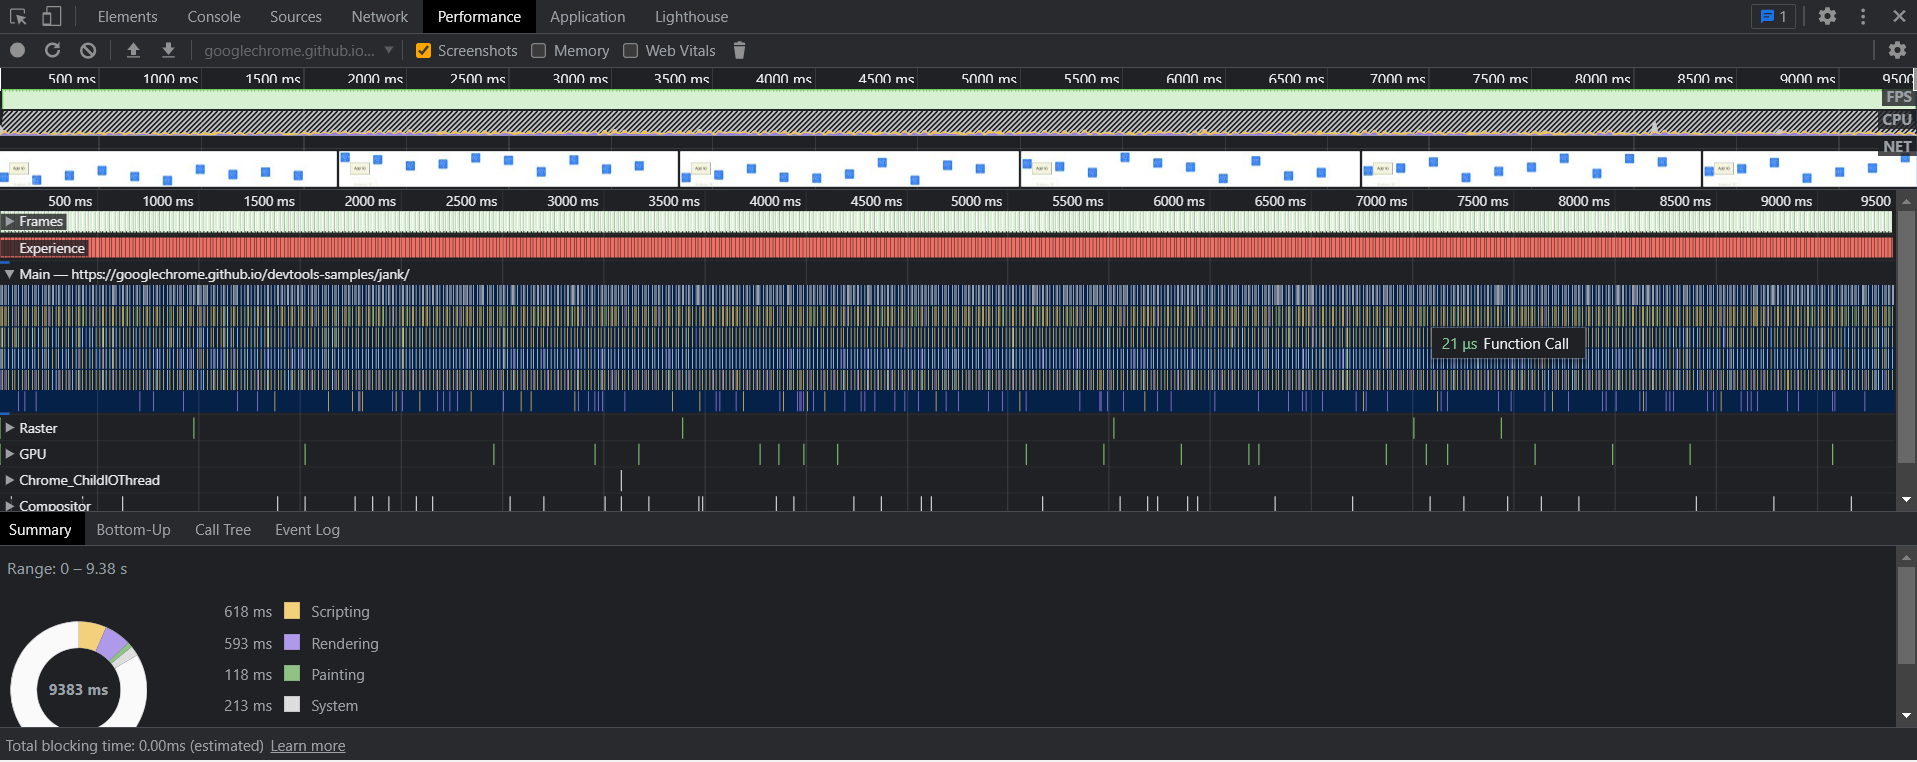 Elements Console Sources Network Performance Application Lighthouse 1
googlechrome.github.io... Screenshots Memory Web Vitals
500 ms 1000 ms 1500 ms 2000 ms 2500 ms 3000 ms 3500 ms 4000 ms 4500 ms 5000 ms 5500 ms 6000 ms 6500 ms 7000 ms 7500 ms 8000 ms 8500 ms 9000 ms 9500
FPS
CPU
NET
500 ms 1000 ms 1500 ms 2000 ms 2500 ms 3000 ms 3500 ms 4000 ms 4500 ms 5000 ms 5500 ms 6000 ms 6500 ms 7000 ms 7500 ms 8000 ms 8500 ms 9000 ms 9500
Frames
Experience
Main — https://googlechrome.github.io/devtools-samples/jank/
21 μs Function Call
Raster
GPU
Chrome_ChildIOThread
Compositor
Summary Bottom-Up Call Tree Event Log
Range: 0 – 9.38 s
618 ms Scripting
593 ms Rendering
118 ms Painting
213 ms System
9383 ms
Total blocking time: 0.00ms (estimated) Learn more